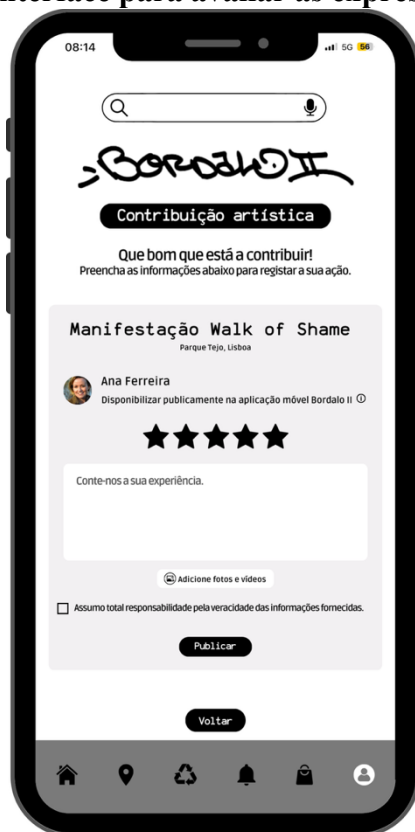 nterface para avaliar as expres
08:14
5G 56
BORDALO II
Contribuição artística
Que bom que está a contribuir!
Preencha as informações abaixo para registar a sua ação.
Manifestação Walk of Shame
Parque Tejo, Lisboa
Ana Ferreira
Disponibilizar publicamente na aplicação móvel Bordalo II
Conte-nos a sua experiência.
Adicione fotos e vídeos
Assumo total responsabilidade pela veracidade das informações fornecidas.
Publicar
Voltar